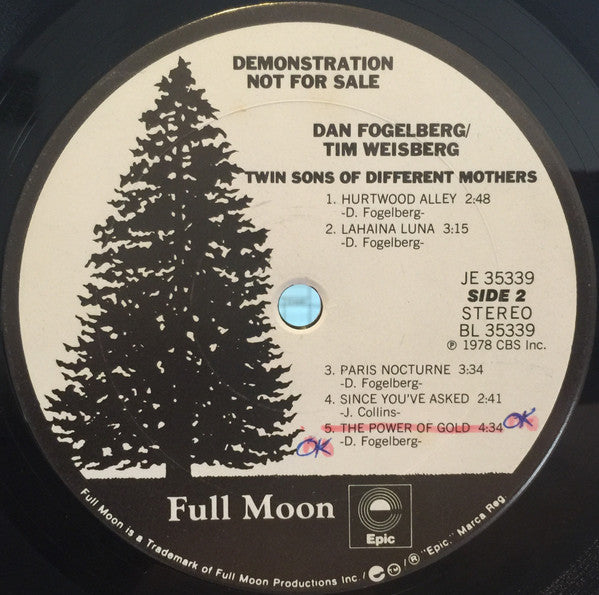 DEMONSTRATION
NOT FOR SALE
DAN FOGELBERG/
TIM WEISBERG
TWIN SONS OF DIFFERENT MOTHERS
1. HURTWOOD ALLEY 2:48
-D. Fogelberg-
2. LAHAINA LUNA 3:15
-D. Fogelberg-
JE 35339
SIDE 2
STEREO
BL 35339
℗ 1978 CBS Inc.
3. PARIS NOCTURNE 3:34
-D. Fogelberg-
4. SINCE YOU'VE ASKED 2:41
-J. Collins-
5. THE POWER OF GOLD 4:34 OK
OK -D. Fogelberg-
Full Moon
Epic
Full Moon is a Trademark of Full Moon Productions Inc./ ® "Epic," Marca Reg.